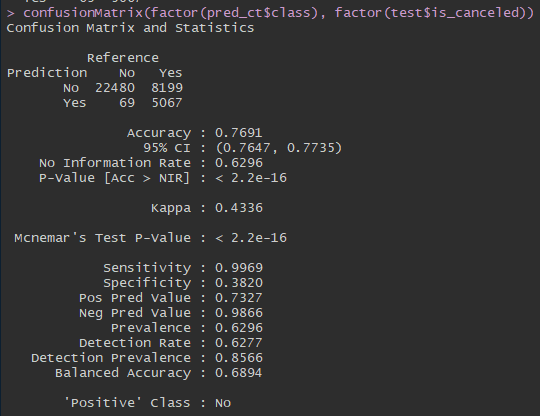 > confusionMatrix(factor(pred_ct$class), factor(test$is_canceled))
Confusion Matrix and Statistics
Reference
Prediction No Yes
No 22480 8199
Yes 69 5067
Accuracy : 0.7691
95% CI : (0.7647, 0.7735)
No Information Rate : 0.6296
P-Value [Acc > NIR] : < 2.2e-16
Kappa : 0.4336
Mcnemar's Test P-Value : < 2.2e-16
Sensitivity : 0.9969
Specificity : 0.3820
Pos Pred Value : 0.7327
Neg Pred Value : 0.9866
Prevalence : 0.6296
Detection Rate : 0.6277
Detection Prevalence : 0.8566
Balanced Accuracy : 0.6894
'Positive' Class : No